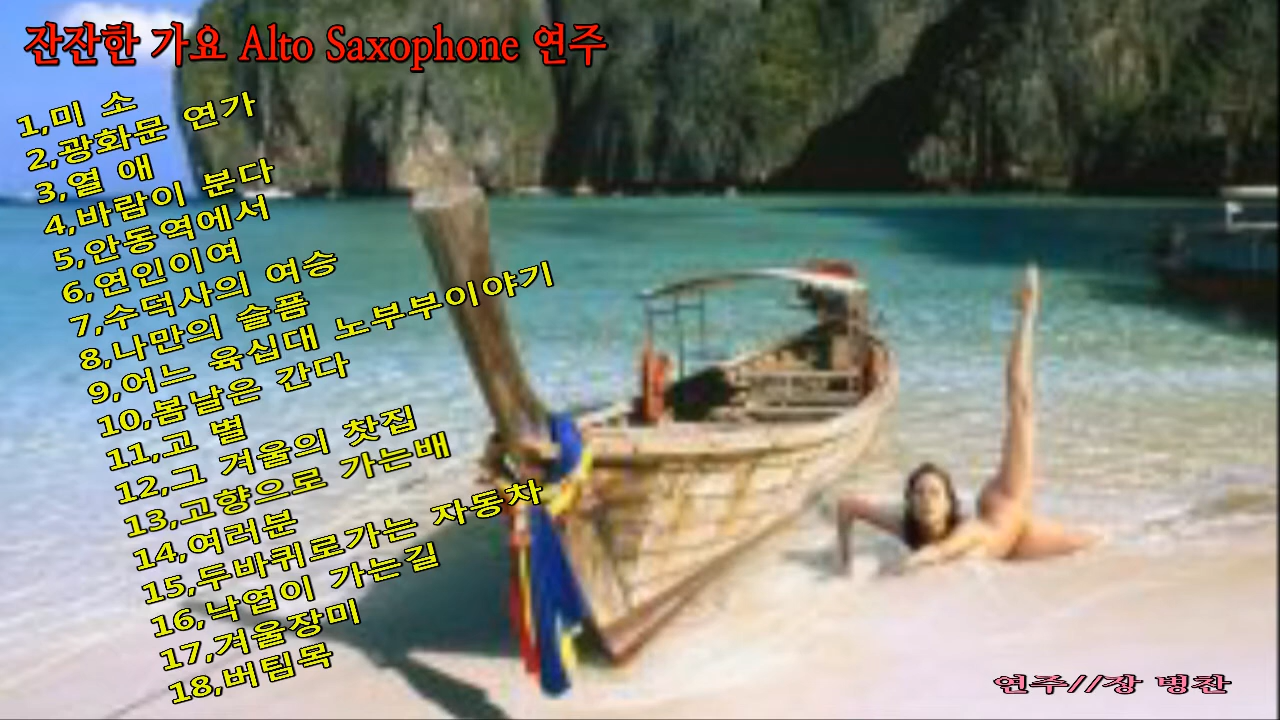 잔잔한 가요 Alto Saxophone 연주
1,미 소
2,광화문 연가
3,열 애
4,바람이 분다
5,안동역에서
6,연인이여
7,수덕사의 여승
8,나만의 슬픔
9,어느 육십대 노부부이야기
10,봄날은 간다
11,고 별
12,그 겨울의 찻집
13,고향으로 가는배
14,여러분
15,두바퀴로가는 자동차
16,낙엽이 가는길
17,겨울장미
18,버팀목
연주//장 병찬